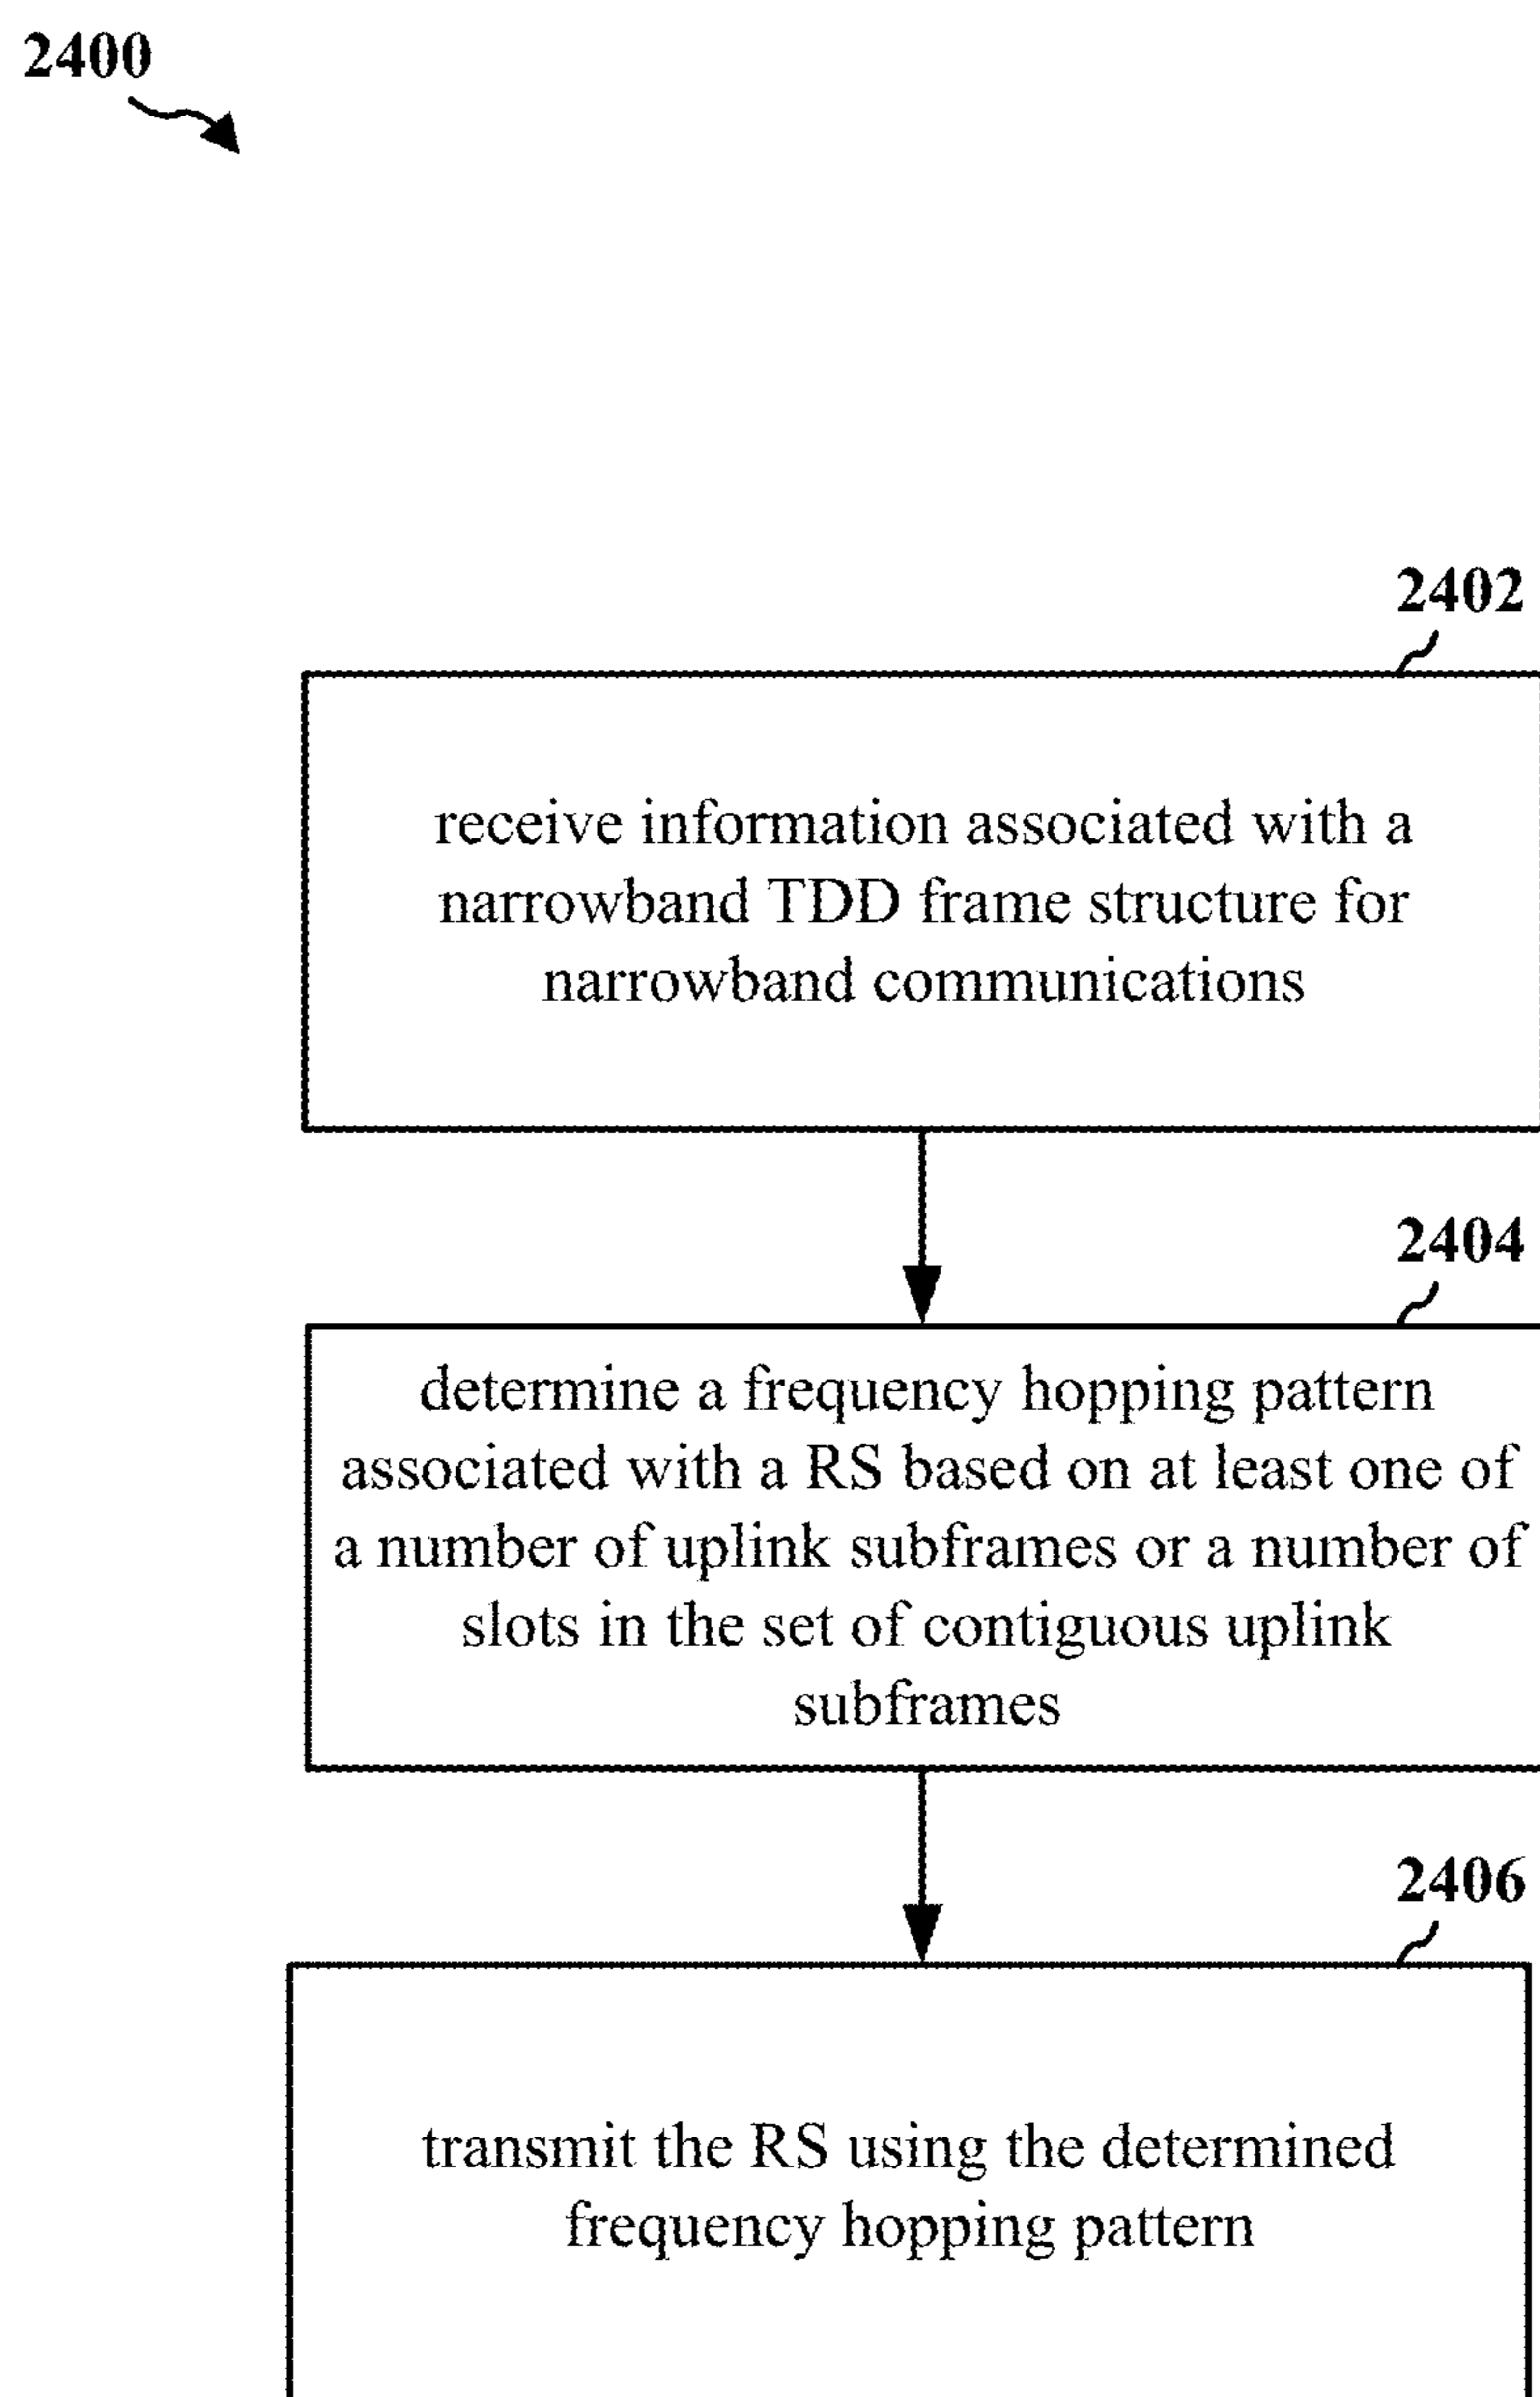 2400
2402
receive information associated with a
narrowband TDD frame structure for
narrowband communications
2404
determine a frequency hopping pattern
associated with a RS based on at least one of
a number of uplink subframes or a number of
slots in the set of contiguous uplink
subframes
2406
transmit the RS using the determined
frequency hopping pattern